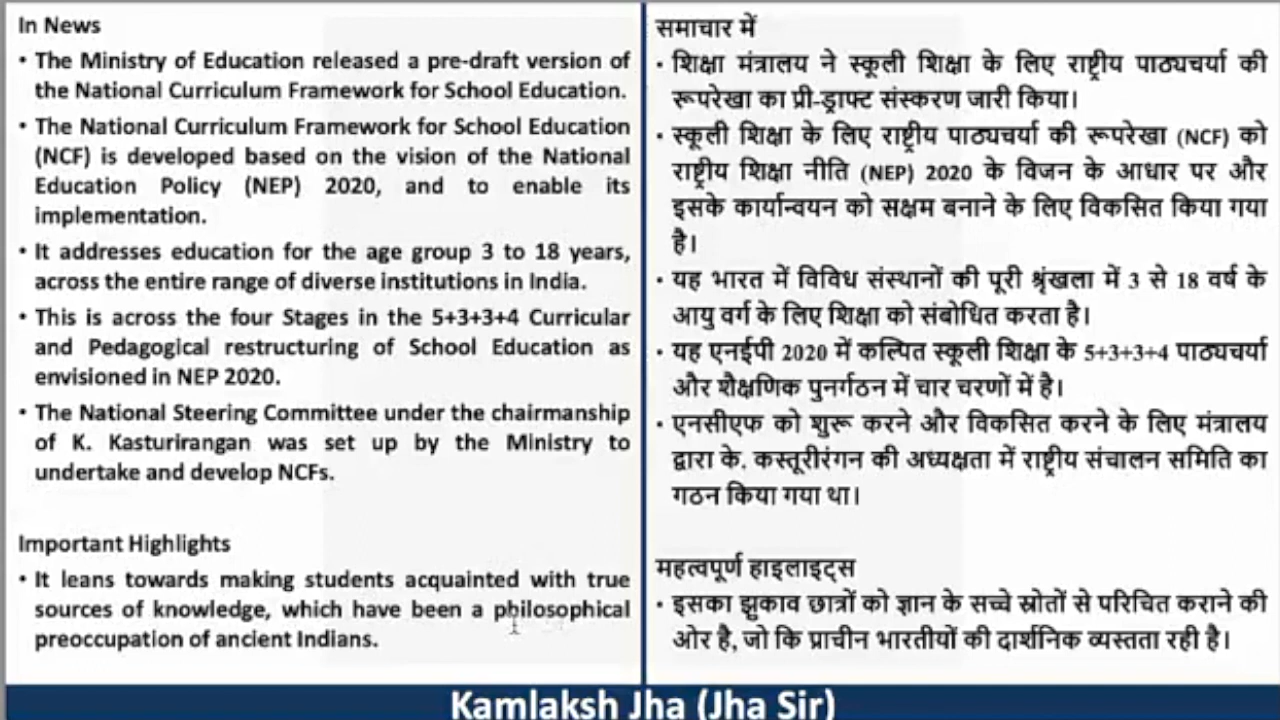 In News
• The Ministry of Education released a pre-draft version of
the National Curriculum Framework for School Education.
• The National Curriculum Framework for School Education
(NCF) is developed based on the vision of the National
Education Policy (NEP) 2020, and to enable its
implementation.
• It addresses education for the age group 3 to 18 years,
across the entire range of diverse institutions in India.
• This is across the four Stages in the 5+3+3+4 Curricular
and Pedagogical restructuring of School Education as
envisioned in NEP 2020.
• The National Steering Committee under the chairmanship
of K. Kasturirangan was set up by the Ministry to
undertake and develop NCFs.
Important Highlights
• It leans towards making students acquainted with true
sources of knowledge, which have been a philosophical
preoccupation of ancient Indians.
समाचार में
• शिक्षा मंत्रालय ने स्कूली शिक्षा के लिए राष्ट्रीय पाठ्यचर्या की
रूपरेखा का प्री-ड्राफ्ट संस्करण जारी किया।
• स्कूली शिक्षा के लिए राष्ट्रीय पाठ्यचर्या की रूपरेखा (NCF) को
राष्ट्रीय शिक्षा नीति (NEP) 2020 के विजन के आधार पर और
इसके कार्यान्वयन को सक्षम बनाने के लिए विकसित किया गया
है।
• यह भारत में विविध संस्थानों की पूरी श्रृंखला में 3 से 18 वर्ष के
आयु वर्ग के लिए शिक्षा को संबोधित करता है।
• यह एनईपी 2020 में कल्पित स्कूली शिक्षा के 5+3+3+4 पाठ्यचर्या
और शैक्षणिक पुनर्गठन में चार चरणों में है।
• एनसीएफ को शुरू करने और विकसित करने के लिए मंत्रालय
द्वारा के. कस्तूरीरंगन की अध्यक्षता में राष्ट्रीय संचालन समिति का
गठन किया गया था।
महत्वपूर्ण हाइलाइट्स
• इसका झुकाव छात्रों को ज्ञान के सच्चे स्रोतों से परिचित कराने की
ओर है, जो कि प्राचीन भारतीयों की दार्शनिक व्यस्तता रही है।
Kamlaksh Jha (Jha Sir)